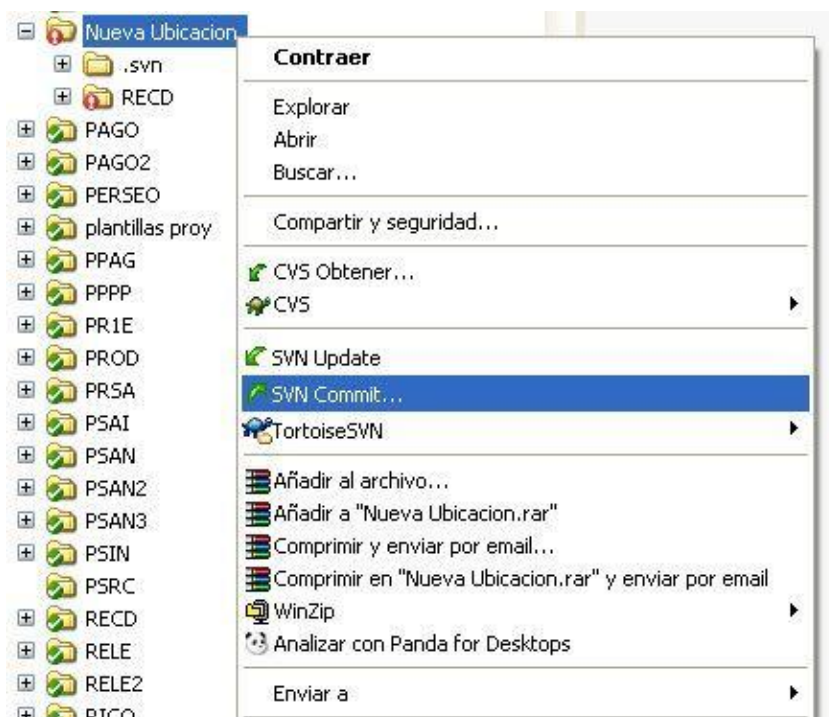 Nueva Ubicacion
.svn
RECD
PAGO
PAGO2
PERSEO
plantillas proy
PPAG
PPPP
PR1E
PROD
PRSA
PSAI
PSAN
PSAN2
PSAN3
PSIN
PSRC
RECD
RELE
RELE2
RICO
Contraer
Explorar
Abrir
Buscar...
Compartir y seguridad...
CVS Obtener...
CVS
SVN Update
SVN Commit...
TortoiseSVN
Añadir al archivo...
Añadir a "Nueva Ubicacion.rar"
Comprimir y enviar por email...
Comprimir en "Nueva Ubicacion.rar" y enviar por email
WinZip
Analizar con Panda for Desktops
Enviar a